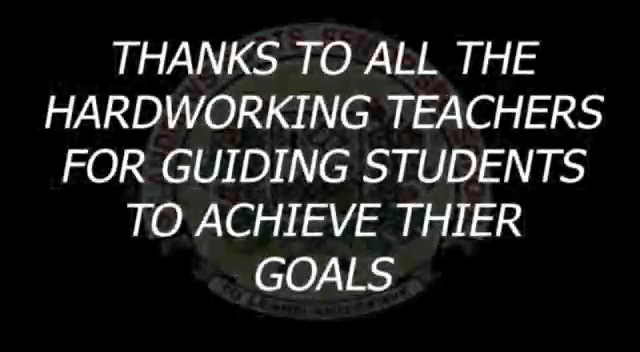 THANKS TO ALL THE
HARDWORKING TEACHERS
FOR GUIDING STUDENTS
TO ACHIEVE THIER
GOALS